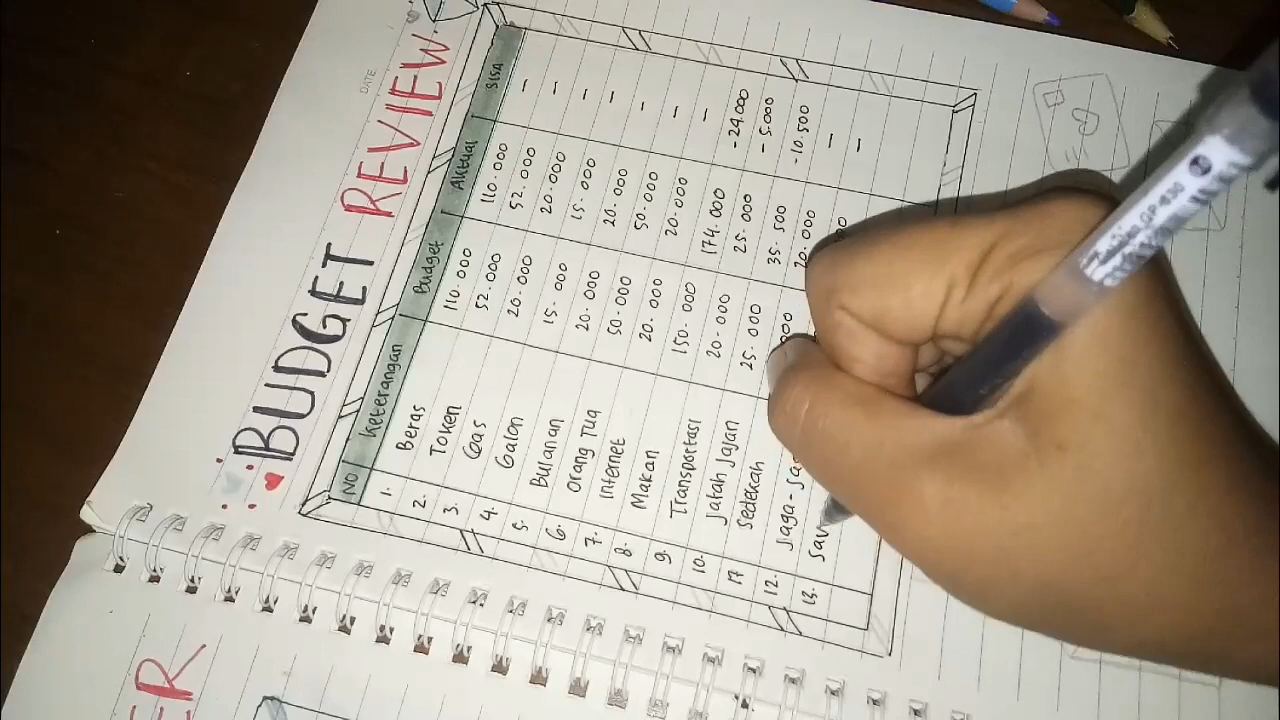 DATE
BUDGET REVIEW
NO Keterangan Budget Aktual Sisa
1. Beras 110.000 110.000 -
2. Token 52.000 52.000 -
3. Gas 20.000 20.000 -
4. Galon 15.000 15.000 -
5. Bulanan 20.000 20.000 -
6. Orang Tua 50.000 50.000 -
7. Internet 20.000 20.000 -
8. Makan 150.000 174.000 -24.000
9. Transportasi 20.000 25.000 -5.000
10. Jatah Jajan 25.000 35.500 -10.500
17 Sedekah 20.000 -
12. Jaga- -
13. Sav